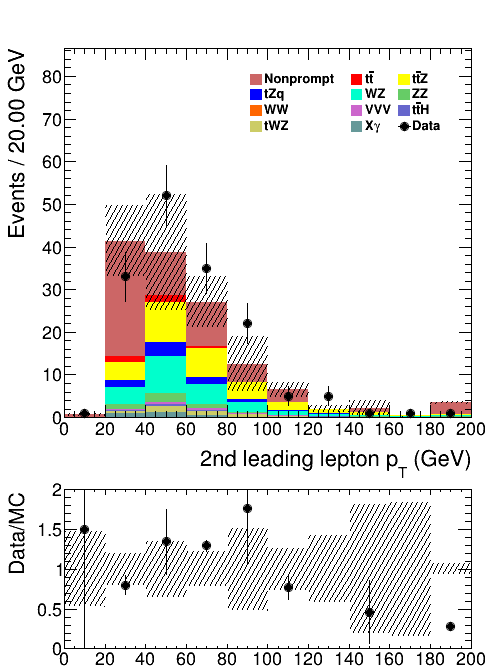 Events / 20.00 GeV
80
70
60
50
40
30
20
10
0
Nonprompt tt̄ tt̄Z
tZq WZ ZZ
WW VVV tt̄H
tWZ Xγ Data
0 20 40 60 80 100 120 140 160 180 200
2nd leading lepton p_T (GeV)
Data/MC
2
1.5
1
0.5
0
0 20 40 60 80 100 120 140 160 180 200